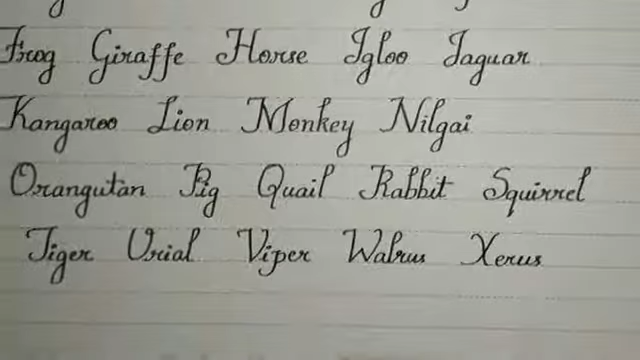 Frog Giraffe Horse Igloo Jaguar
Kangaroo Lion Monkey Nilgai
Orangutan Pig Quail Rabbit Squirrel
Tiger Urial Viper Walrus Xerus